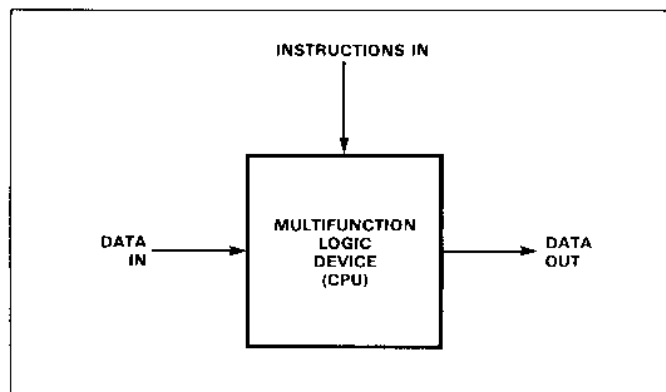 INSTRUCTIONS IN
DATA
IN
MULTIFUNCTION
LOGIC
DEVICE
(CPU)
DATA
OUT